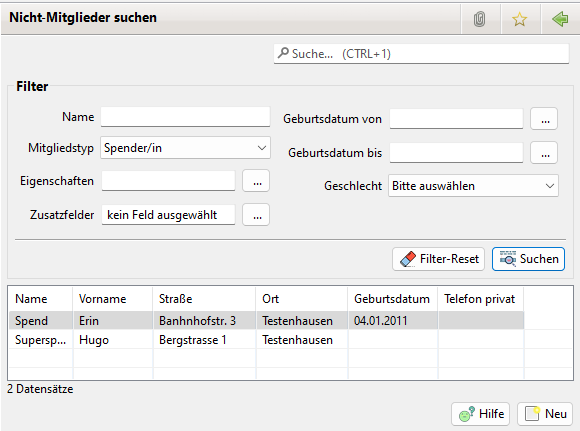 Nicht-Mitglieder suchen
Suche... (CTRL+1)
Filter
Name
Geburtsdatum von ...
Mitgliedstyp Spender/in
Geburtsdatum bis ...
Eigenschaften ...
Geschlecht Bitte auswählen
Zusatzfelder kein Feld ausgewählt ...
Filter-Reset Suchen
Name Vorname Straße Ort Geburtsdatum Telefon privat
Spend Erin Banhnhofstr. 3 Testenhausen 04.01.2011
Supersp... Hugo Bergstrasse 1 Testenhausen
2 Datensätze
Hilfe Neu